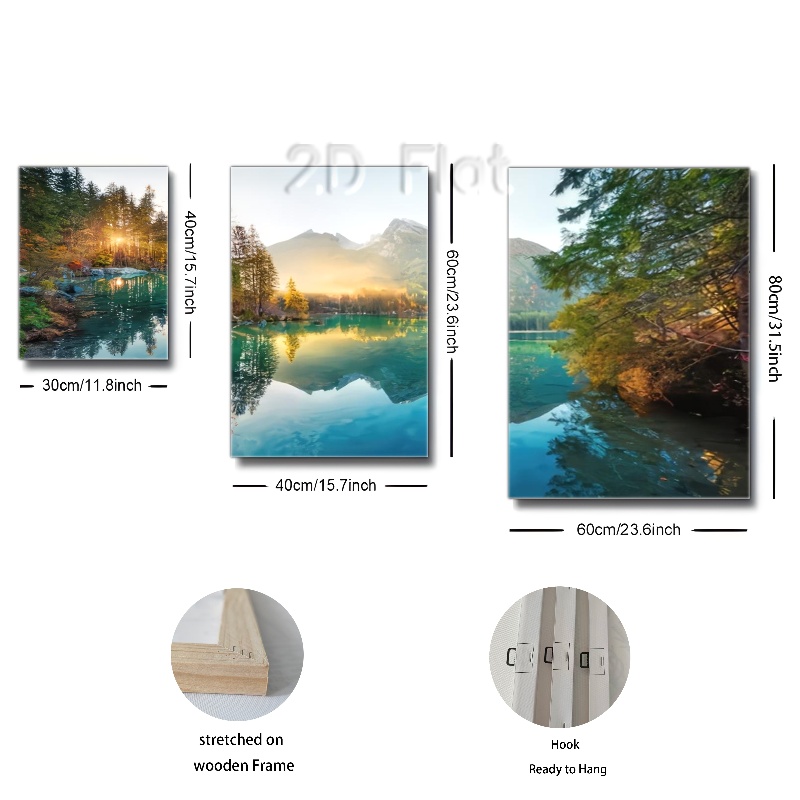 2D Flat
40cm/15.7inch
30cm/11.8inch
60cm/23.6inch
40cm/15.7inch
80cm/31.5inch
60cm/23.6inch
stretched on
wooden Frame
Hook
Ready to Hang